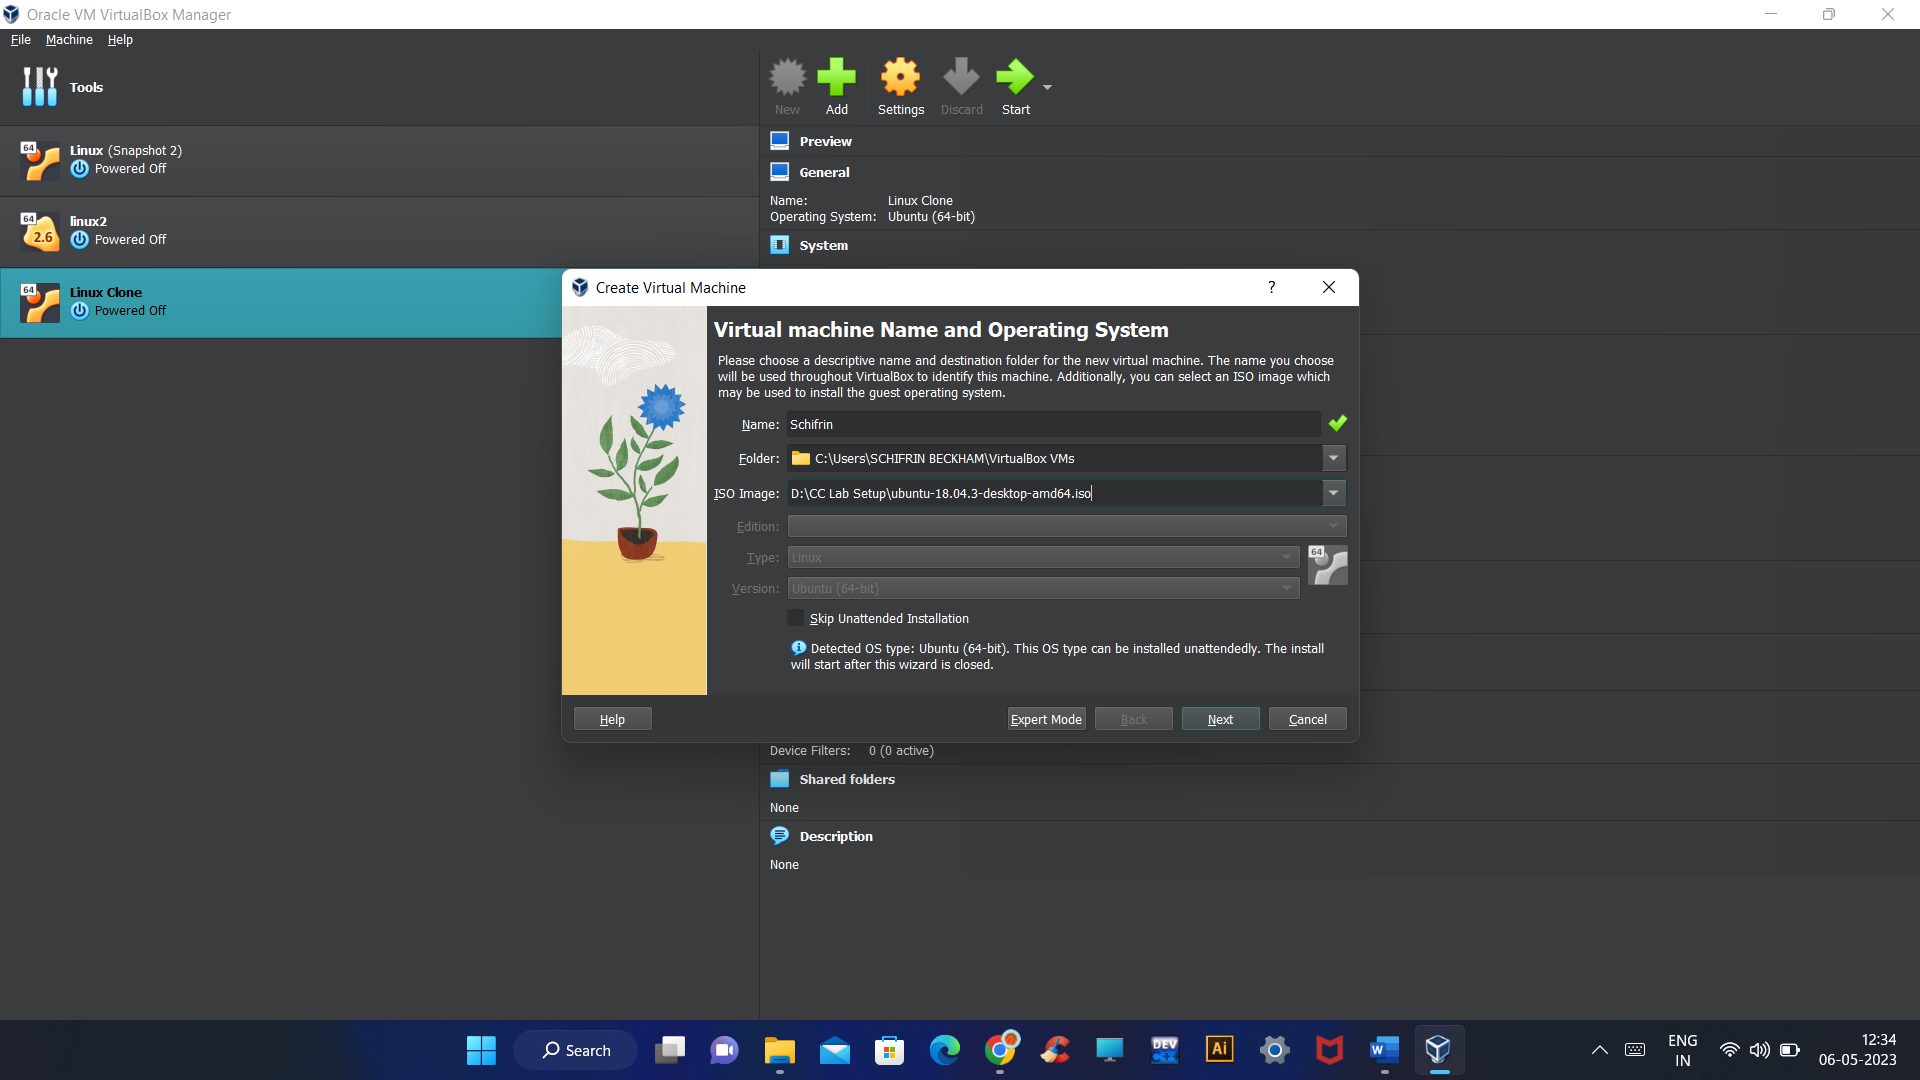 Oracle VM VirtualBox Manager
File Machine Help
Tools
New Add Settings Discard Start
64
Linux (Snapshot 2)
Powered Off
64
2.6
linux2
Powered Off
64
Linux Clone
Powered Off
Preview
General
Name: Linux Clone
Operating System: Ubuntu (64-bit)
System
Create Virtual Machine
?
Virtual machine Name and Operating System
Please choose a descriptive name and destination folder for the new virtual machine. The name you choose
will be used throughout VirtualBox to identify this machine. Additionally, you can select an ISO image which
may be used to install the guest operating system.
Name: Schifrin
Folder: C:\Users\SCHIFRIN BECKHAM\VirtualBox VMs
ISO Image: D:\CC Lab Setup\ubuntu-18.04.3-desktop-amd64.iso
Edition:
Type: Linux
64
Version: Ubuntu (64-bit)
Skip Unattended Installation
Detected OS type: Ubuntu (64-bit). This OS type can be installed unattendedly. The install
will start after this wizard is closed.
Help Expert Mode Back Next Cancel
Device Filters: 0 (0 active)
Shared folders
None
Description
None
Search
DEV
C++
Ai
W
ENG
IN
12:34
06-05-2023